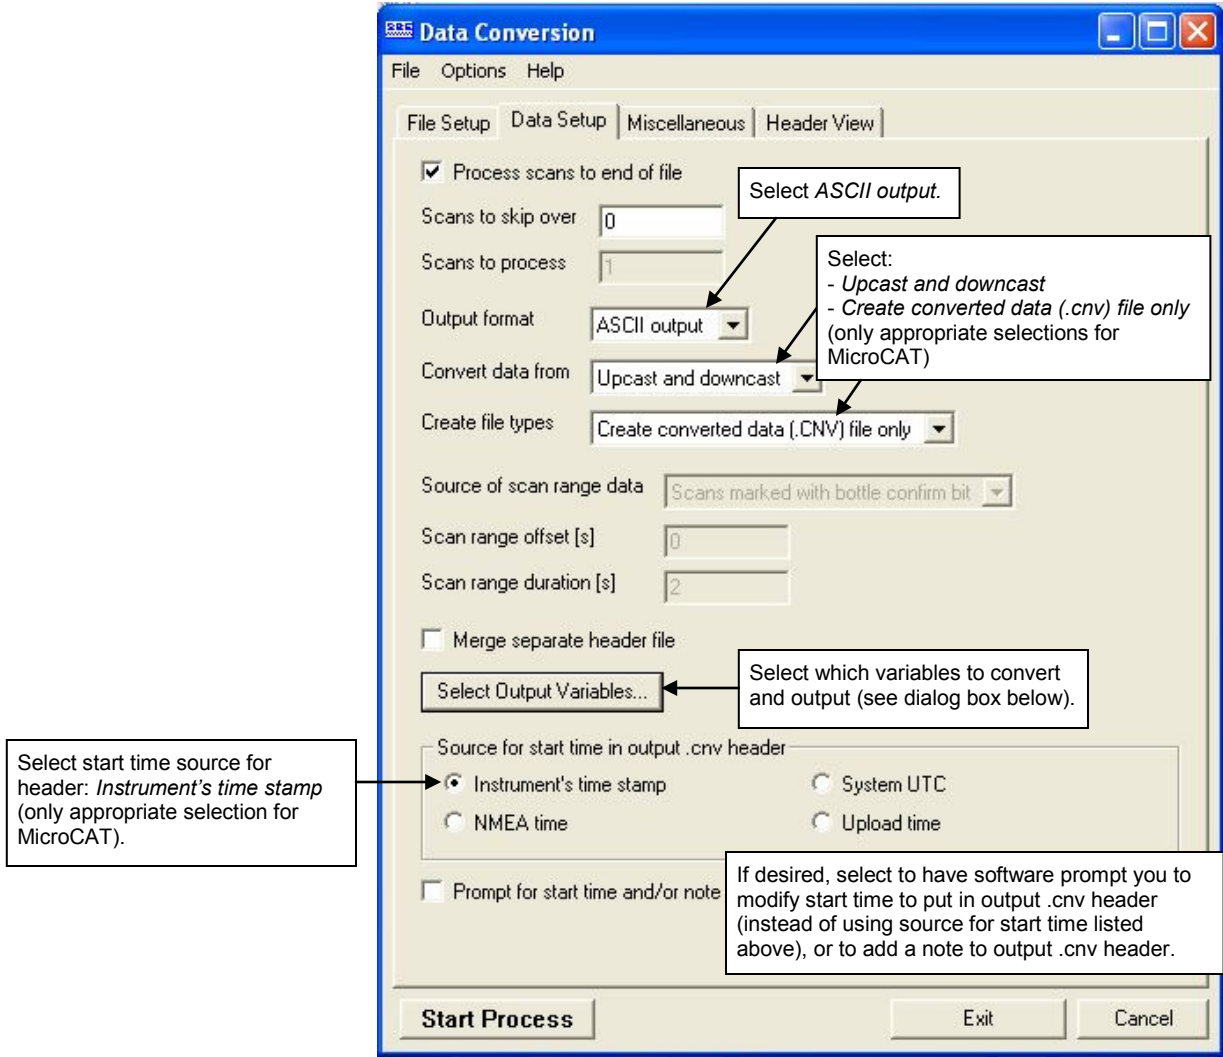 Data Conversion
File Options Help
File Setup Data Setup Miscellaneous Header View
Process scans to end of file
Select ASCII output.
Scans to skip over 0
Scans to process 1
Select:
- Upcast and downcast
- Create converted data (.cnv) file only
(only appropriate selections for
MicroCAT)
Output format ASCII output
Convert data from Upcast and downcast
Create file types Create converted data (.CNV) file only
Source of scan range data Scans marked with bottle confirm bit
Scan range offset [s] 0
Scan range duration [s] 2
Merge separate header file
Select Output Variables...
Select which variables to convert
and output (see dialog box below).
Source for start time in output .cnv header
Select start time source for
header: Instrument's time stamp
(only appropriate selection for
MicroCAT).
Instrument's time stamp System UTC
NMEA time Upload time
Prompt for start time and/or note
If desired, select to have software prompt you to
modify start time to put in output .cnv header
(instead of using source for start time listed
above), or to add a note to output .cnv header.
Start Process Exit Cancel